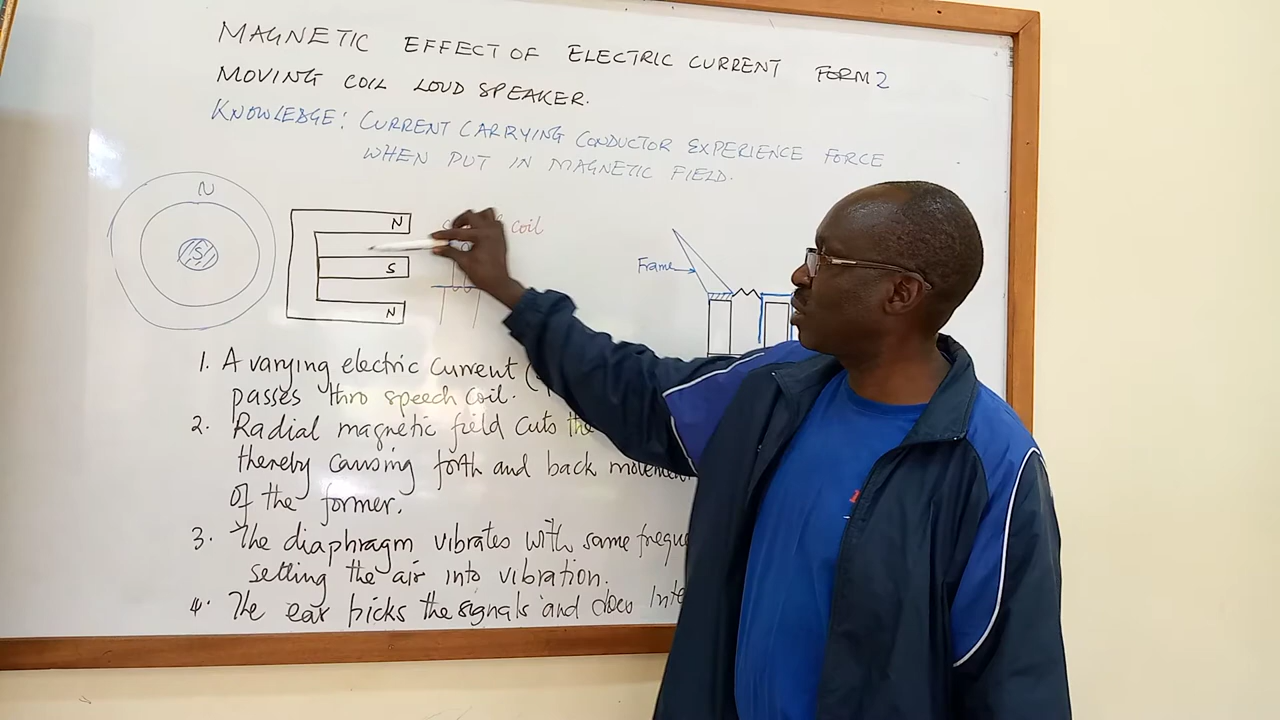 MAGNETIC EFFECT OF ELECTRIC CURRENT FORM 2
MOVING COIL LOUD SPEAKER.
KNOWLEDGE: CURRENT CARRYING CONDUCTOR EXPERIENCE FORCE
WHEN PUT IN MAGNETIC FIELD.
N
S
N
S
N
coil
Frame
1. A varying electric current
passes thro speech coil.
2. Radial magnetic field cuts the
thereby causing forth and back
of the former.
3. The diaphragm vibrates with same
setting the air into vibration.
4. The ear picks the signals and does